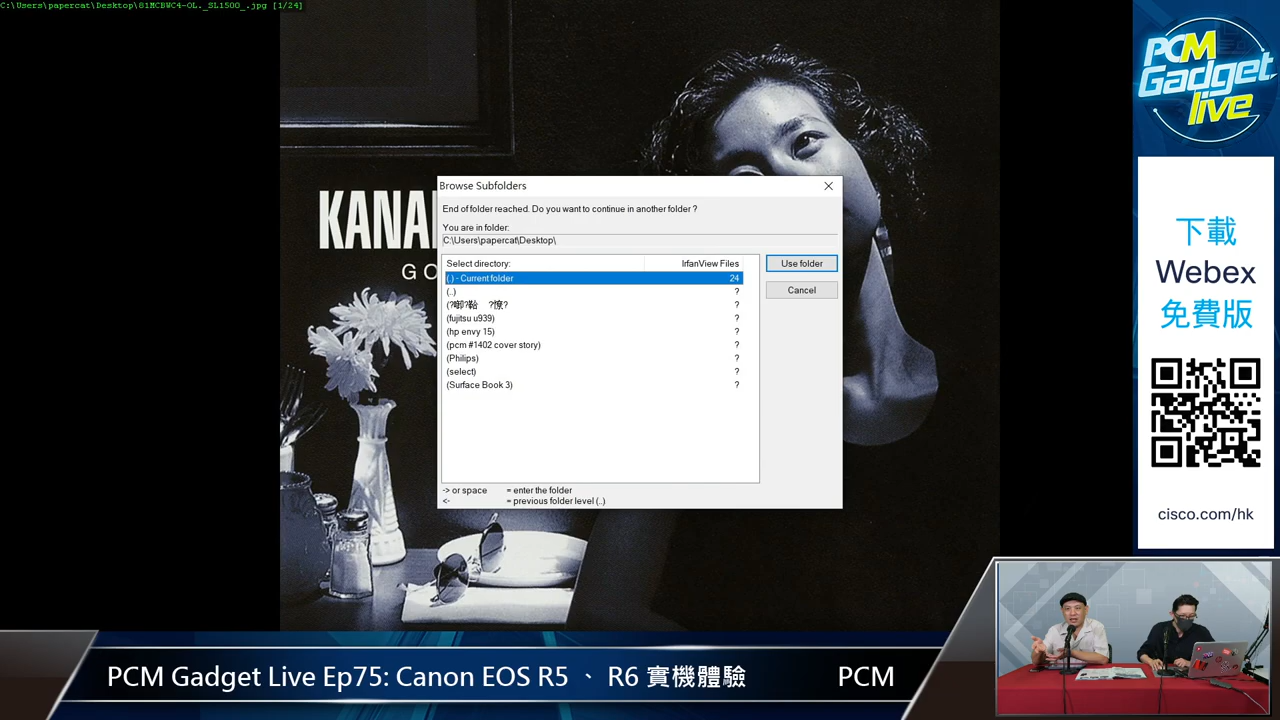 C:\Users\papercat\Desktop\81MCBWC4-OL._SL1500_.jpg [1/24]
PCM
Gadget
live
KANA
GO
Browse Subfolders
End of folder reached. Do you want to continue in another folder ?
You are in folder:
C:\Users\papercat\Desktop\
Select directory: IrfanView Files
(.) - Current folder 24
(..) ?
?
(fujitsu u939) ?
(hp envy 15) ?
(pcm #1402 cover story) ?
(Philips) ?
(select) ?
(Surface Book 3) ?
-> or space = enter the folder
<- = previous folder level (..)
Use folder
Cancel
下載
Webex
免費版
cisco.com/hk
PCM Gadget Live Ep75: Canon EOS R5 、 R6 實機體驗
PCM